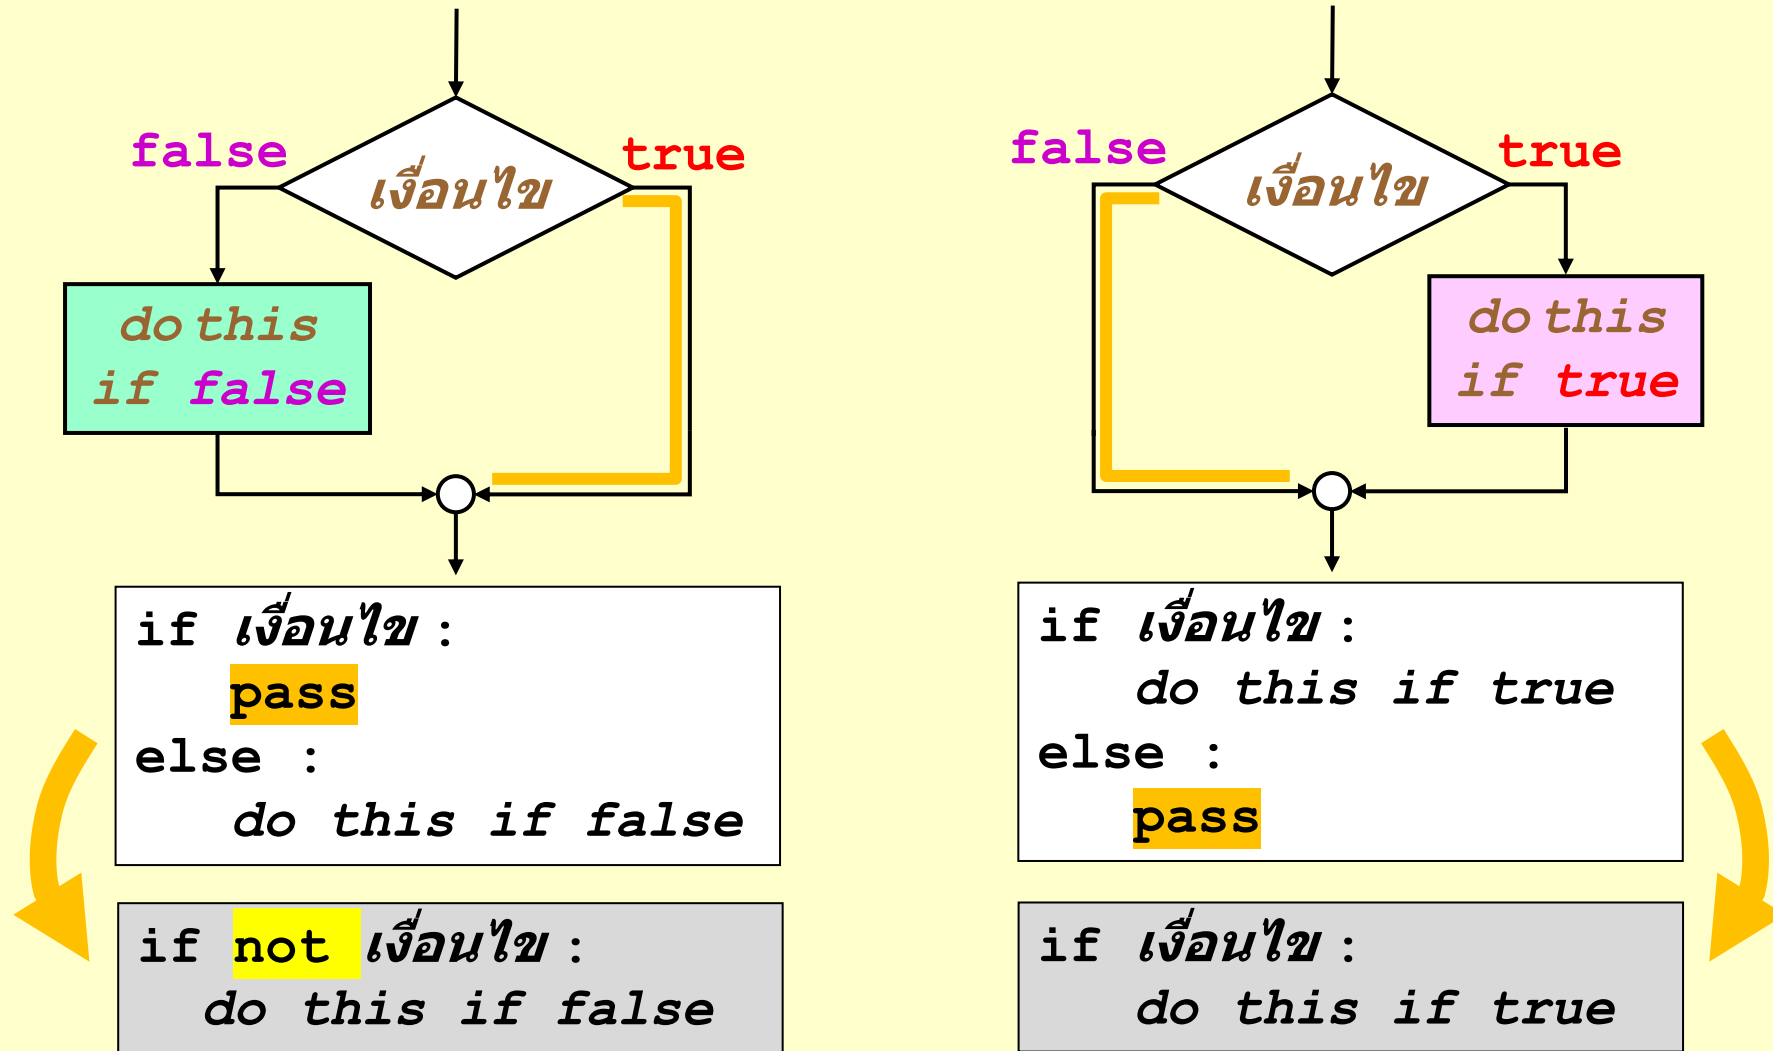 false
true
เงื่อนไข
do this
if false
if เงื่อนไข :
pass
else :
do this if false
if not เงื่อนไข :
do this if false
false
true
เงื่อนไข
do this
if true
if เงื่อนไข :
do this if true
else :
pass
if เงื่อนไข :
do this if true